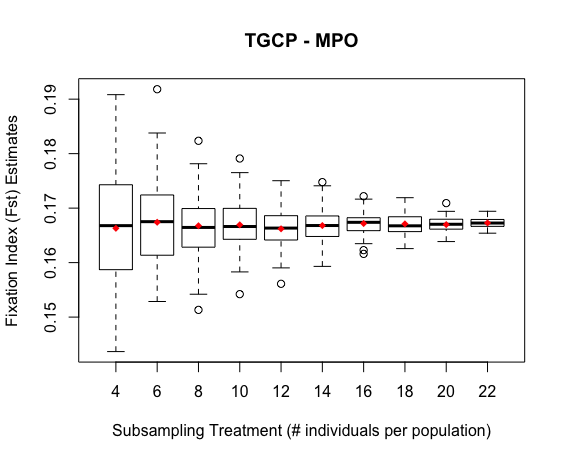 TGCP - MPO
Fixation Index (Fst) Estimates
0.19
0.18
0.17
0.16
0.15
4 6 8 10 12 14 16 18 20 22
Subsampling Treatment (# individuals per population)